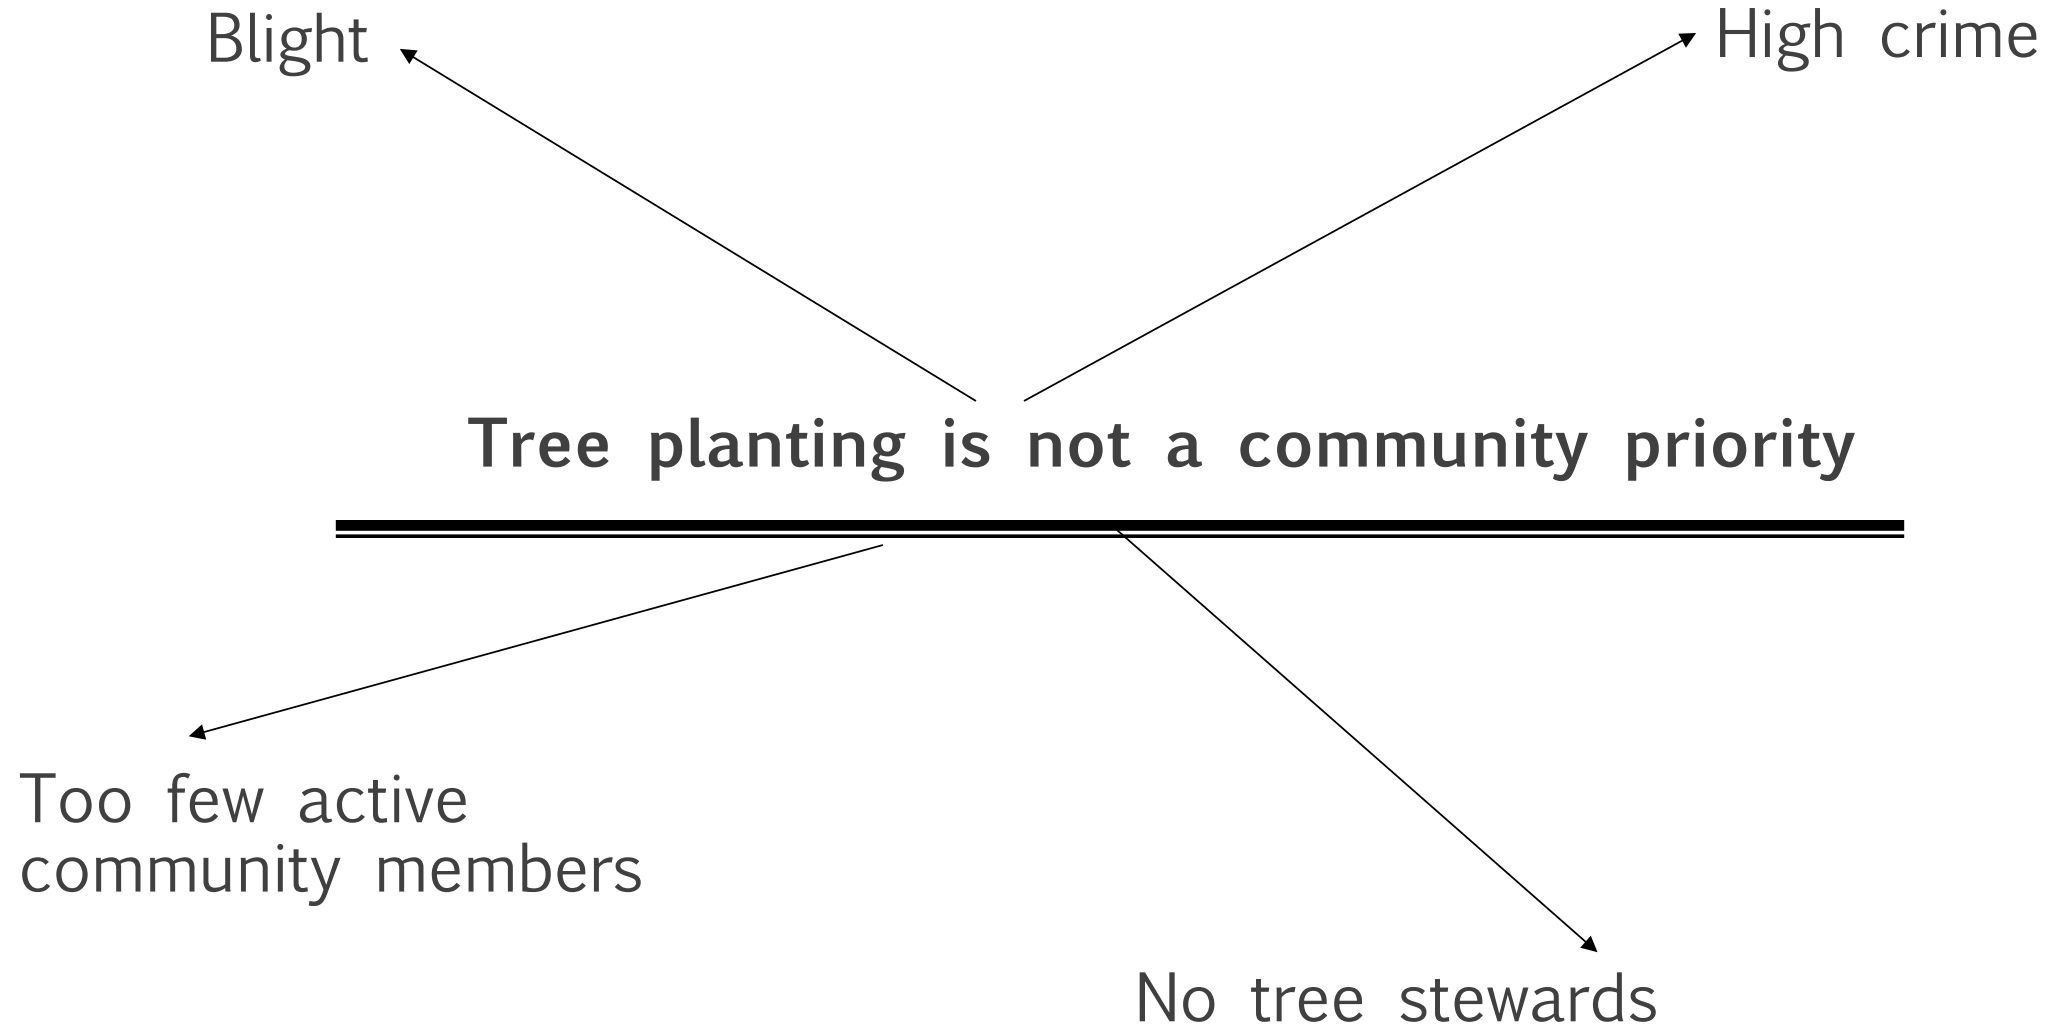 Blight
High crime
Tree planting is not a community priority
Too few active
community members
No tree stewards